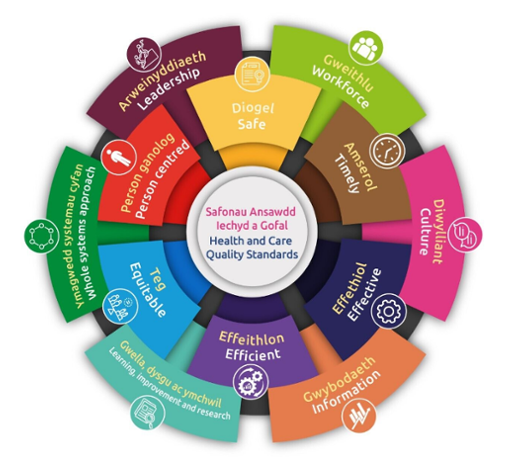 Safonau Ansawdd
Iechyd a Gofal
Health and Care
Quality Standards
Arweinyddiaeth
Leadership
Gweithlu
Workforce
Diwylliant
Culture
Gwybodaeth
Information
Gwella, dysgu ac ymchwil
Learning, improvement and research
Ymagwedd systemau cyfan
Whole systems approach
Diogel
Safe
Amserol
Timely
Effethiol
Effective
Effeithlon
Efficient
Teg
Equitable
Person ganolog
Person centred